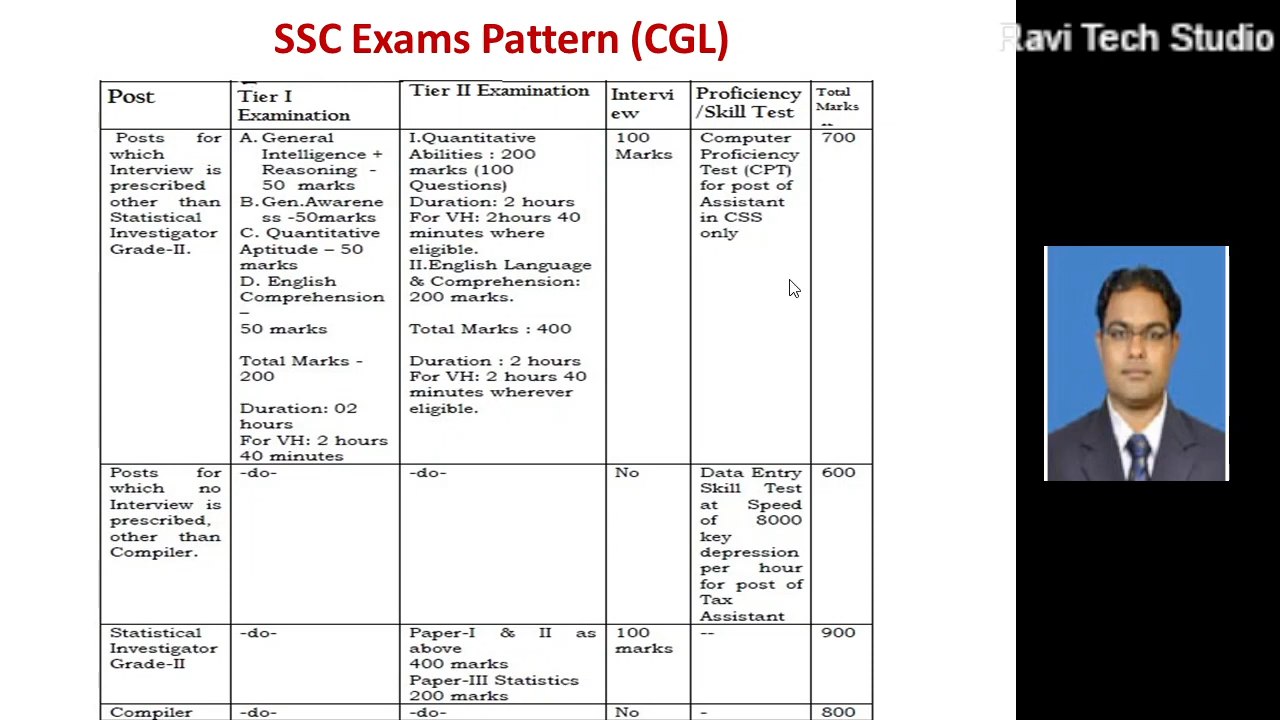 SSC Exams Pattern (CGL)
Ravi Tech Studio
Post
Tier I
Examination
Tier II Examination
Intervi
ew
Proficiency
/Skill Test
Total
Marks
Posts for
which
Interview is
prescribed
other than
Statistical
Investigator
Grade-II.
A. General
Intelligence +
Reasoning -
50 marks
B. Gen.Awarene
ss -50marks
C. Quantitative
Aptitude – 50
marks
D. English
Comprehension
–
50 marks
Total Marks -
200
Duration: 02
hours
For VH: 2 hours
40 minutes
I.Quantitative
Abilities : 200
marks (100
Questions)
Duration: 2 hours
For VH: 2hours 40
minutes where
eligible.
II.English Language
& Comprehension:
200 marks.
Total Marks : 400
Duration : 2 hours
For VH: 2 hours 40
minutes wherever
eligible.
100
Marks
Computer
Proficiency
Test (CPT)
for post of
Assistant
in CSS
only
700
Posts for
which no
Interview is
prescribed,
other than
Compiler.
-do-
-do-
No
Data Entry
Skill Test
at Speed
of 8000
key
depression
per hour
for post of
Tax
Assistant
600
Statistical
Investigator
Grade-II
-do-
Paper-I & II as
above
400 marks
Paper-III Statistics
200 marks
100
marks
--
900
Compiler
-do-
-do-
No
-
800